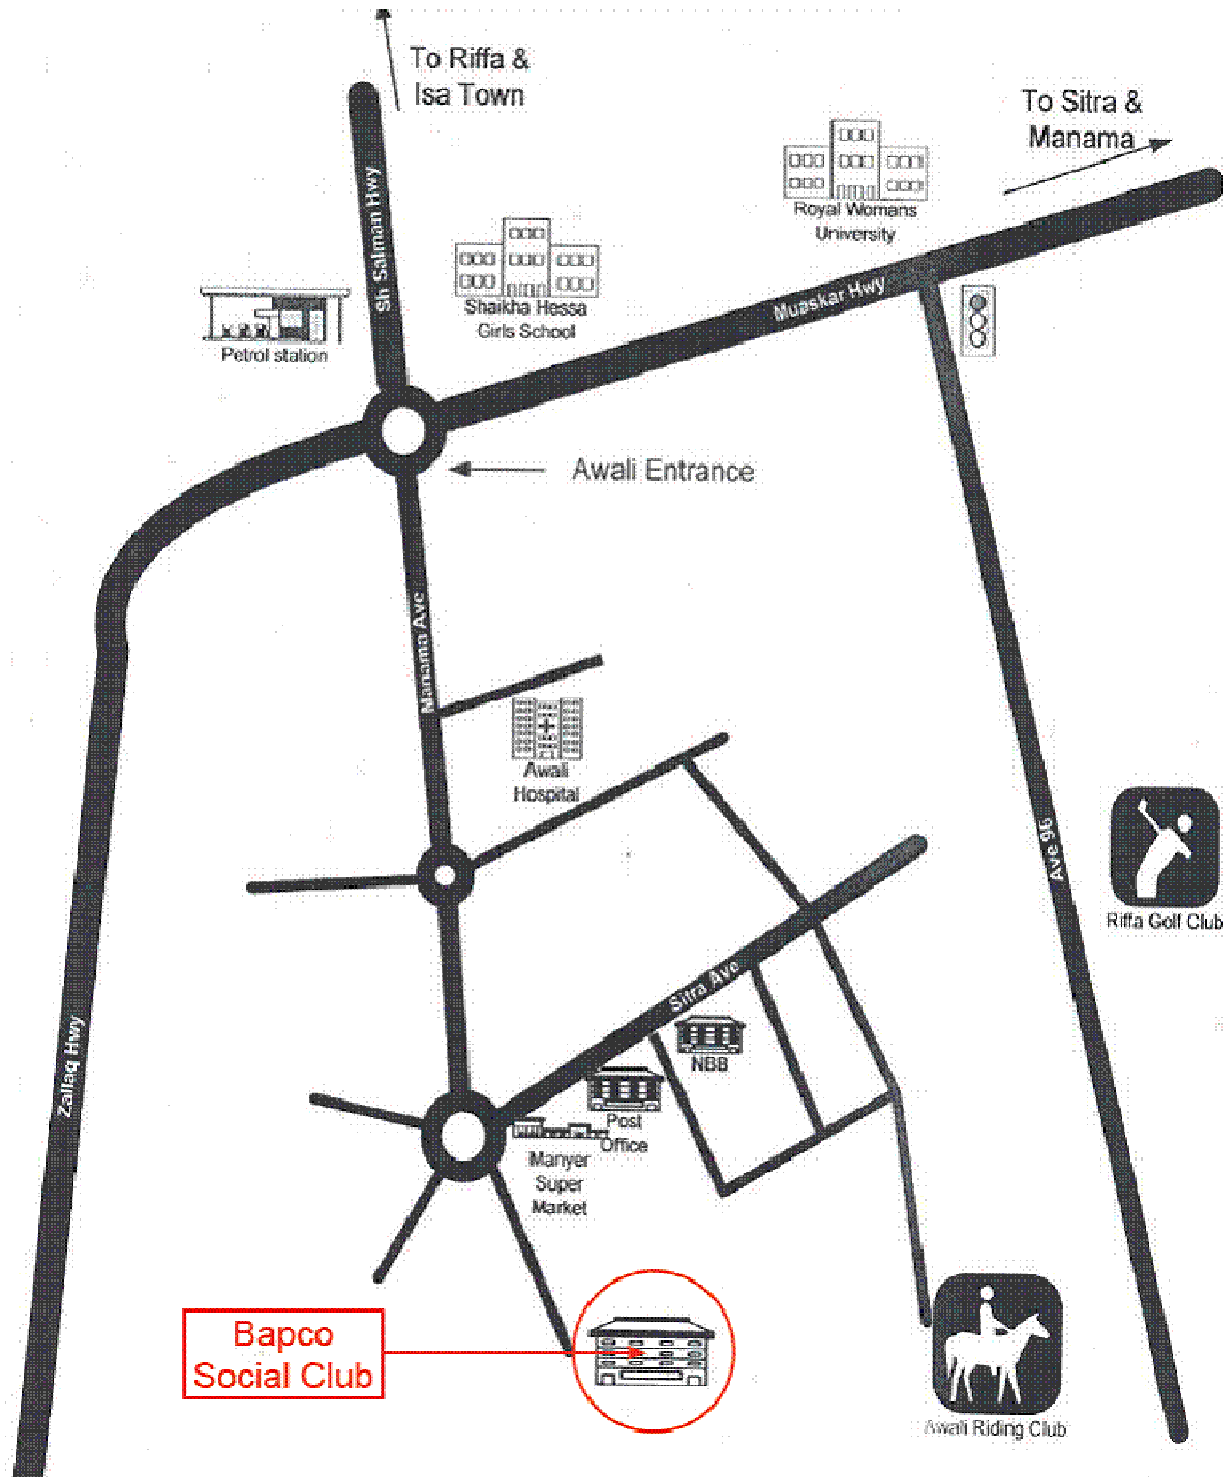 To Riffa &
Isa Town
To Sitra &
Manama
Sh Salman Hwy
Royal Womans
University
Shaikha Hessa
Girls School
Petrol station
Muaskar Hwy
Awali Entrance
Manama Ave
Awali
Hospital
Ave 96
Riffa Golf Club
Sitra Ave
Zallaq Hwy
NBB
Post
Office
Manyer
Super
Market
Bapco
Social Club
Awali Riding Club